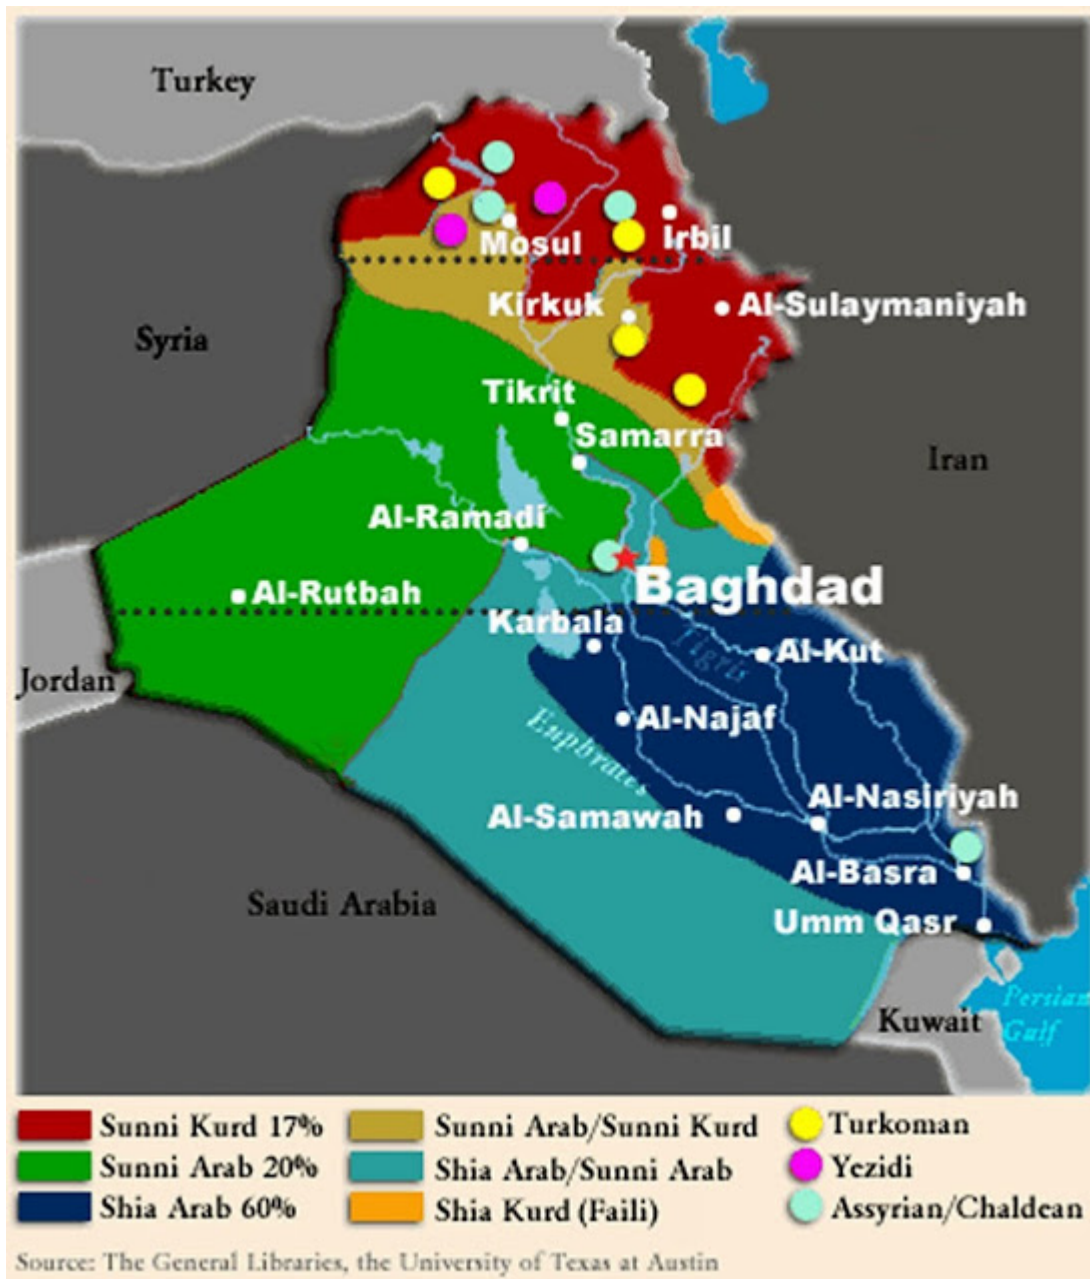 Turkey
Mosul
Irbil
Kirkuk
Al-Sulaymaniyah
Syria
Tikrit
Samarra
Iran
Al-Ramadi
Baghdad
Al-Rutbah
Karbala
Tigris
Al-Kut
Jordan
Al-Najaf
Euphrates
Al-Nasiriyah
Al-Samawah
Al-Basra
Saudi Arabia
Umm Qasr
Persian
Gulf
Kuwait
Sunni Kurd 17%
Sunni Arab/Sunni Kurd
Turkoman
Sunni Arab 20%
Shia Arab/Sunni Arab
Yezidi
Shia Arab 60%
Shia Kurd (Faili)
Assyrian/Chaldean
Source: The General Libraries, the University of Texas at Austin